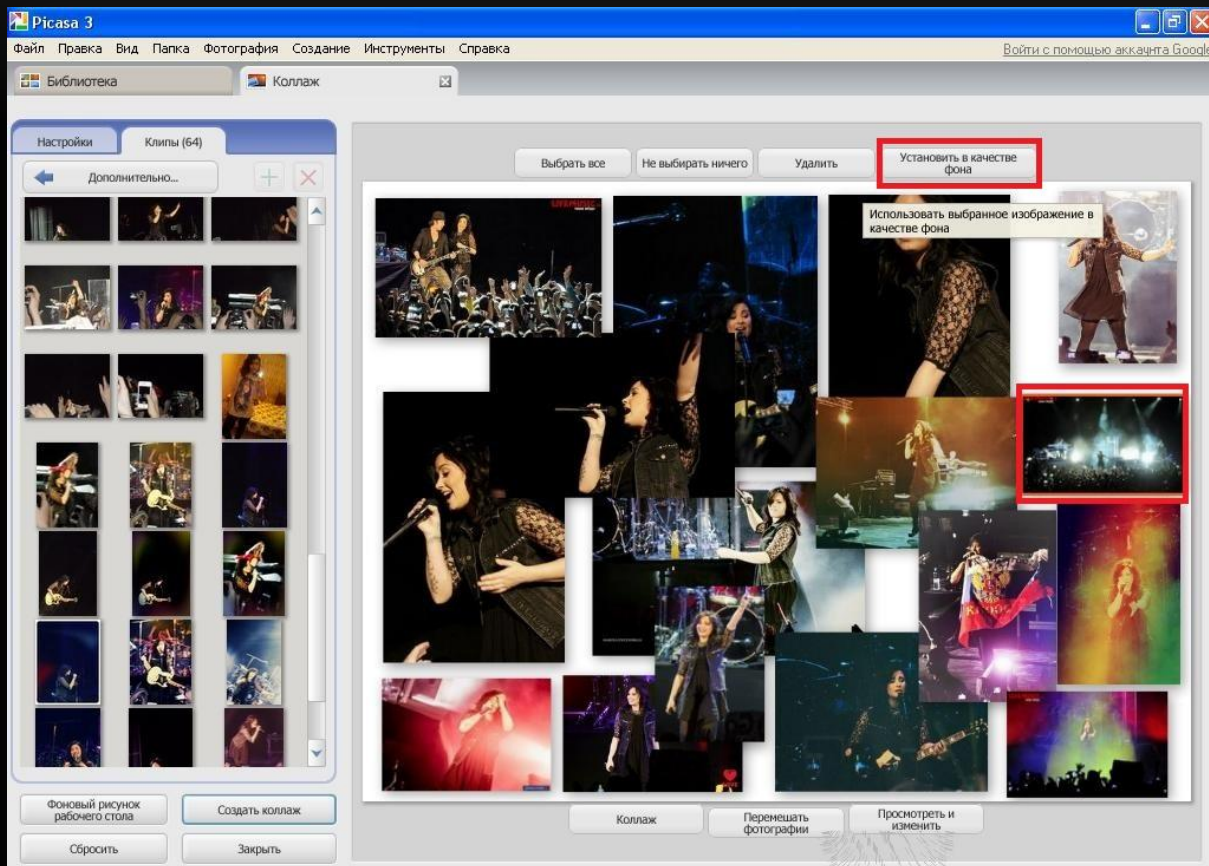 Picasa 3
Файл Правка Вид Папка Фотография Создание Инструменты Справка
Войти с помощью аккаунта Google
Библиотека
Коллаж
Настройки
Клипы (64)
Дополнительно...
Выбрать все
Не выбирать ничего
Удалить
Установить в качестве
фона
Использовать выбранное изображение в
качестве фона
LIFEMUSIC
Фоновый рисунок
рабочего стола
Создать коллаж
Сбросить
Закрыть
Коллаж
Перемешать
фотографии
Просмотреть и
изменить